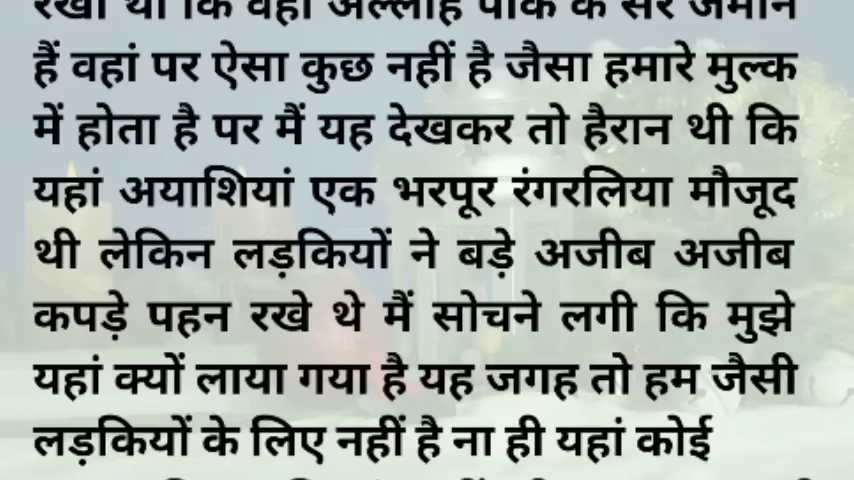 रखा था कि वहां अल्लाह पाक के सर जमीन
हैं वहां पर ऐसा कुछ नहीं है जैसा हमारे मुल्क
में होता है पर मैं यह देखकर तो हैरान थी कि
यहां अयाशियां एक भरपूर रंगरलिया मौजूद
थी लेकिन लड़कियों ने बड़े अजीब अजीब
कपड़े पहन रखे थे मैं सोचने लगी कि मुझे
यहां क्यों लाया गया है यह जगह तो हम जैसी
लड़कियों के लिए नहीं है ना ही यहां कोई